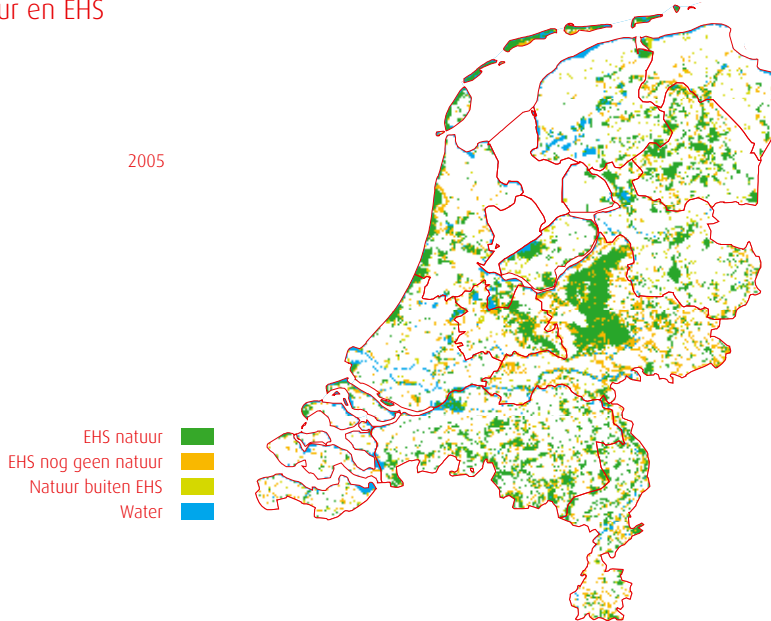 ur en EHS
2005
EHS natuur
EHS nog geen natuur
Natuur buiten EHS
Water